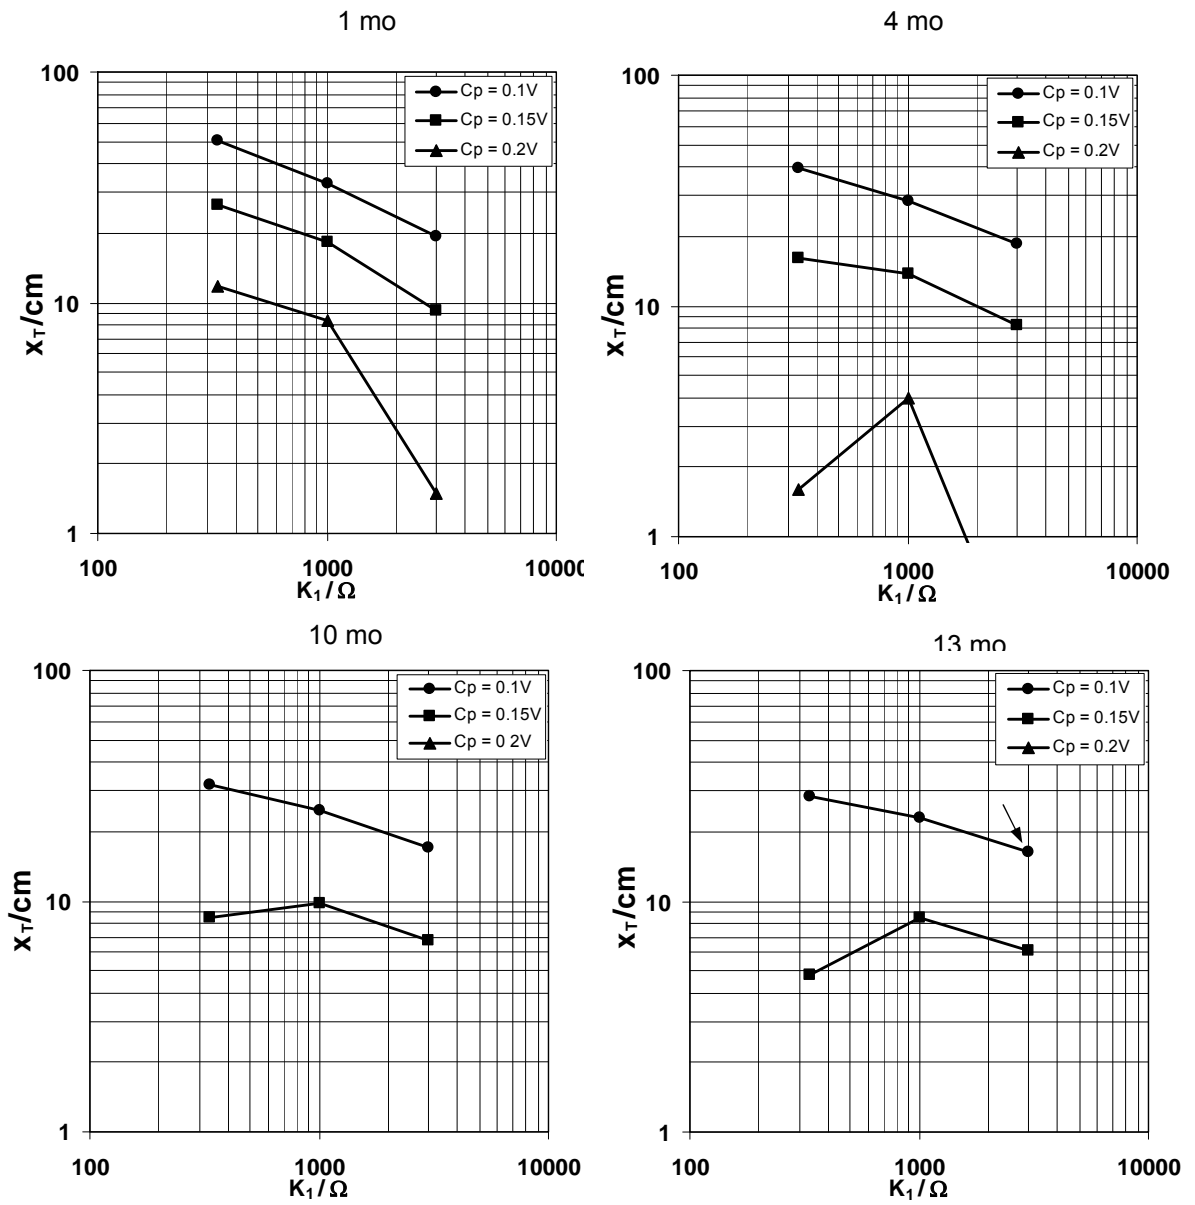 1 mo
100
10
1
100
1000
10000
xT/cm
K1/Ω
Cp = 0.1V
Cp = 0.15V
Cp = 0.2V
4 mo
100
10
1
100
1000
10000
xT/cm
K1/Ω
Cp = 0.1V
Cp = 0.15V
Cp = 0.2V
10 mo
100
10
1
100
1000
10000
xT/cm
K1/Ω
Cp = 0.1V
Cp = 0.15V
Cp = 0 2V
13 mo
100
10
1
100
1000
10000
xT/cm
K1/Ω
Cp = 0.1V
Cp = 0.15V
Cp = 0.2V